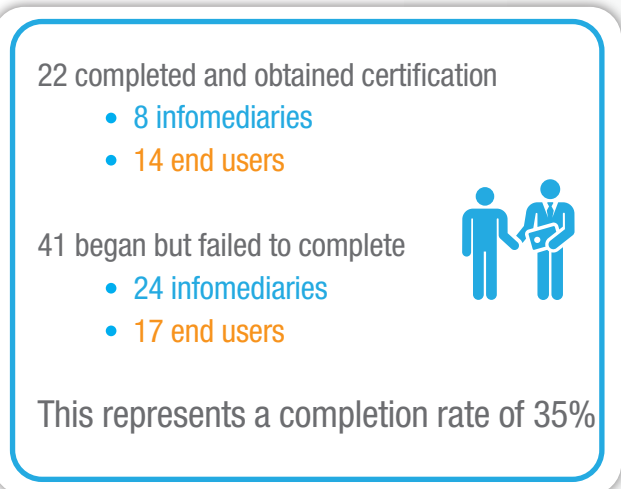 22 completed and obtained certification
• 8 infomediaries
• 14 end users
41 began but failed to complete
• 24 infomediaries
• 17 end users
This represents a completion rate of 35%